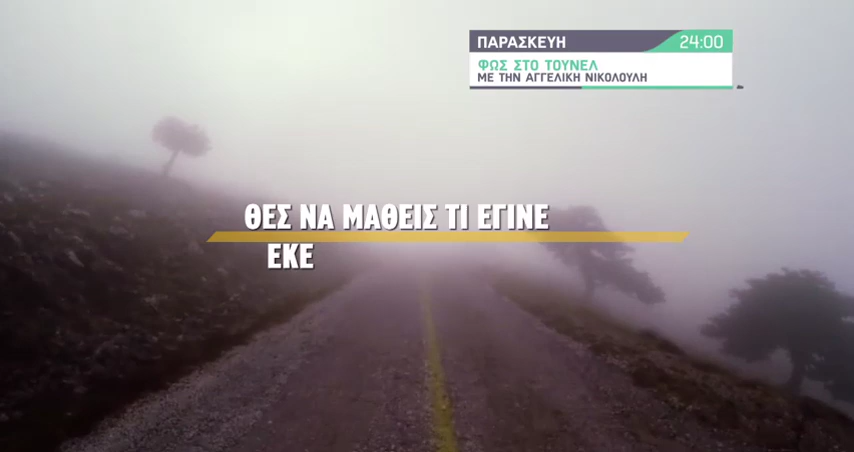 ΠΑΡΑΣΚΕΥΗ 24:00
ΦΩΣ ΣΤΟ ΤΟΥΝΕΛ
ΜΕ ΤΗΝ ΑΓΓΕΛΙΚΗ ΝΙΚΟΛΟΥΛΗ
ΘΕΣ ΝΑ ΜΑΘΕΙΣ ΤΙ ΕΓΙΝΕ
ΕΚΕ